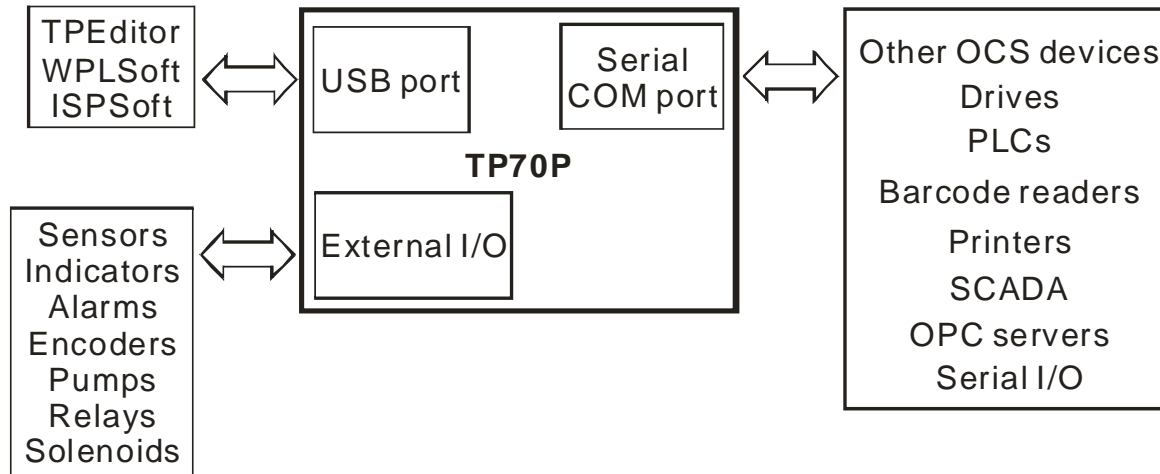 TPEditor
WPLSoft
ISPSoft
USB port
Serial
COM port
TP70P
External I/O
Sensors
Indicators
Alarms
Encoders
Pumps
Relays
Solenoids
Other OCS devices
Drives
PLCs
Barcode readers
Printers
SCADA
OPC servers
Serial I/O